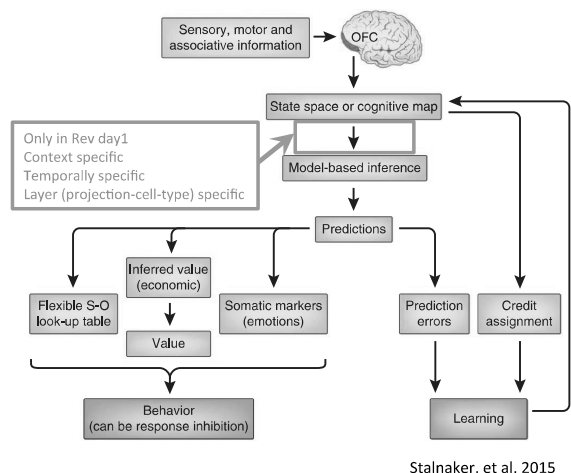 Sensory, motor and
associative information
OFC
State space or cognitive map
Only in Rev day1
Context specific
Temporally specific
Layer (projection-cell-type) specific
Model-based inference
Predictions
Flexible S-O
look-up table
Inferred value
(economic)
Value
Somatic markers
(emotions)
Prediction
errors
Credit
assignment
Behavior
(can be response inhibition)
Learning
Stalnaker, et al. 2015